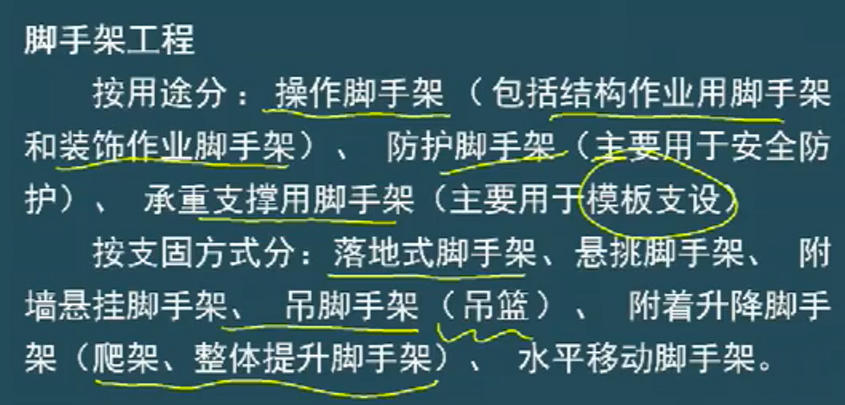 脚手架工程
按用途分：操作脚手架（包括结构作业用脚手架
和装饰作业脚手架）、 防护脚手架（主要用于安全防
护）、 承重支撑用脚手架（主要用于模板支设）
按支固方式分：落地式脚手架、悬挑脚手架、 附
墙悬挂脚手架、 吊脚手架（吊篮）、 附着升降脚手
架（爬架、整体提升脚手架）、 水平移动脚手架。